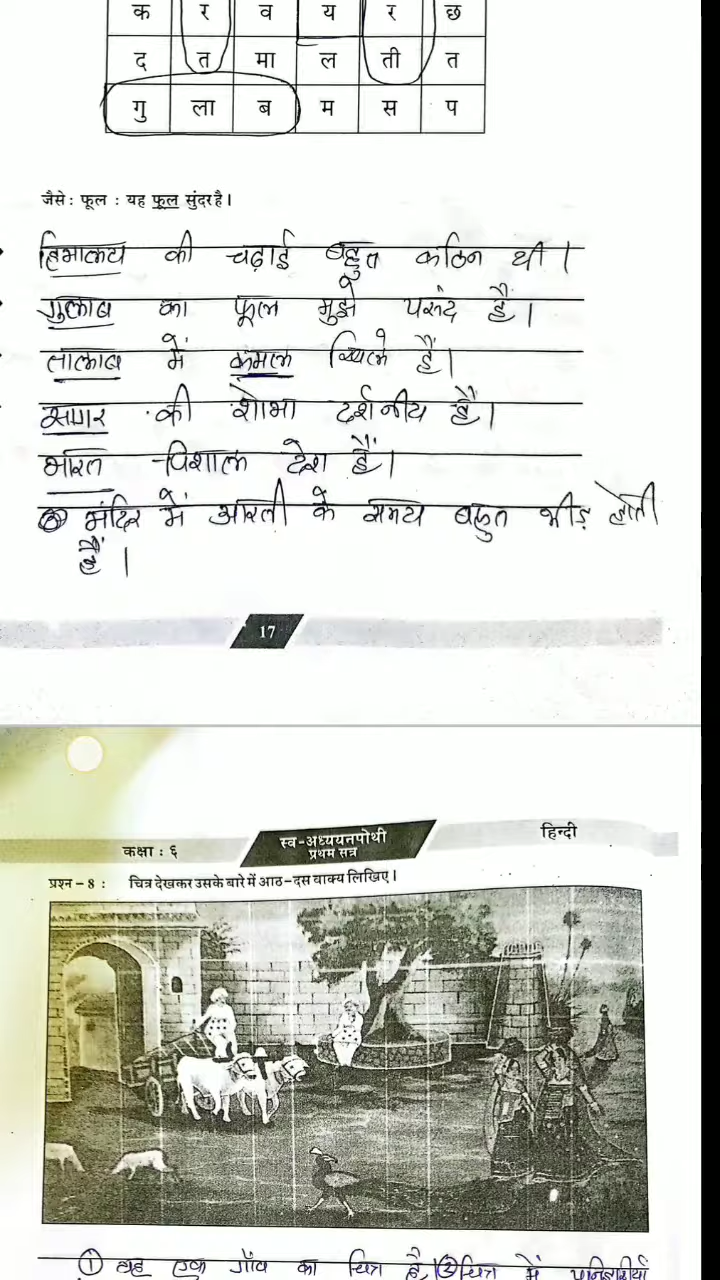 क र व य र छ
द त मा ल ती त
गु ला ब म स प
जैसे : फूल : यह फूल सुंदर है।
हिमालय की चढ़ाई बहुत कठिन थी।
गुलाब का फूल मुझे पसंद हैं।
तालाब में कमल खिले हैं।
सागर की शोभा दर्शनीय हैं।
भारत विशाल देश हैं।
मंदिर में आरती के समय बहुत भीड़ होती
हैं।
17
कक्षा : ६ स्व-अध्ययनपोथी हिन्दी
प्रथम सत्र
प्रश्न – 8 : चित्र देखकर उसके बारे में आठ-दस वाक्य लिखिए।
① यह एक गाँव का चित्र है। ② चित्र में